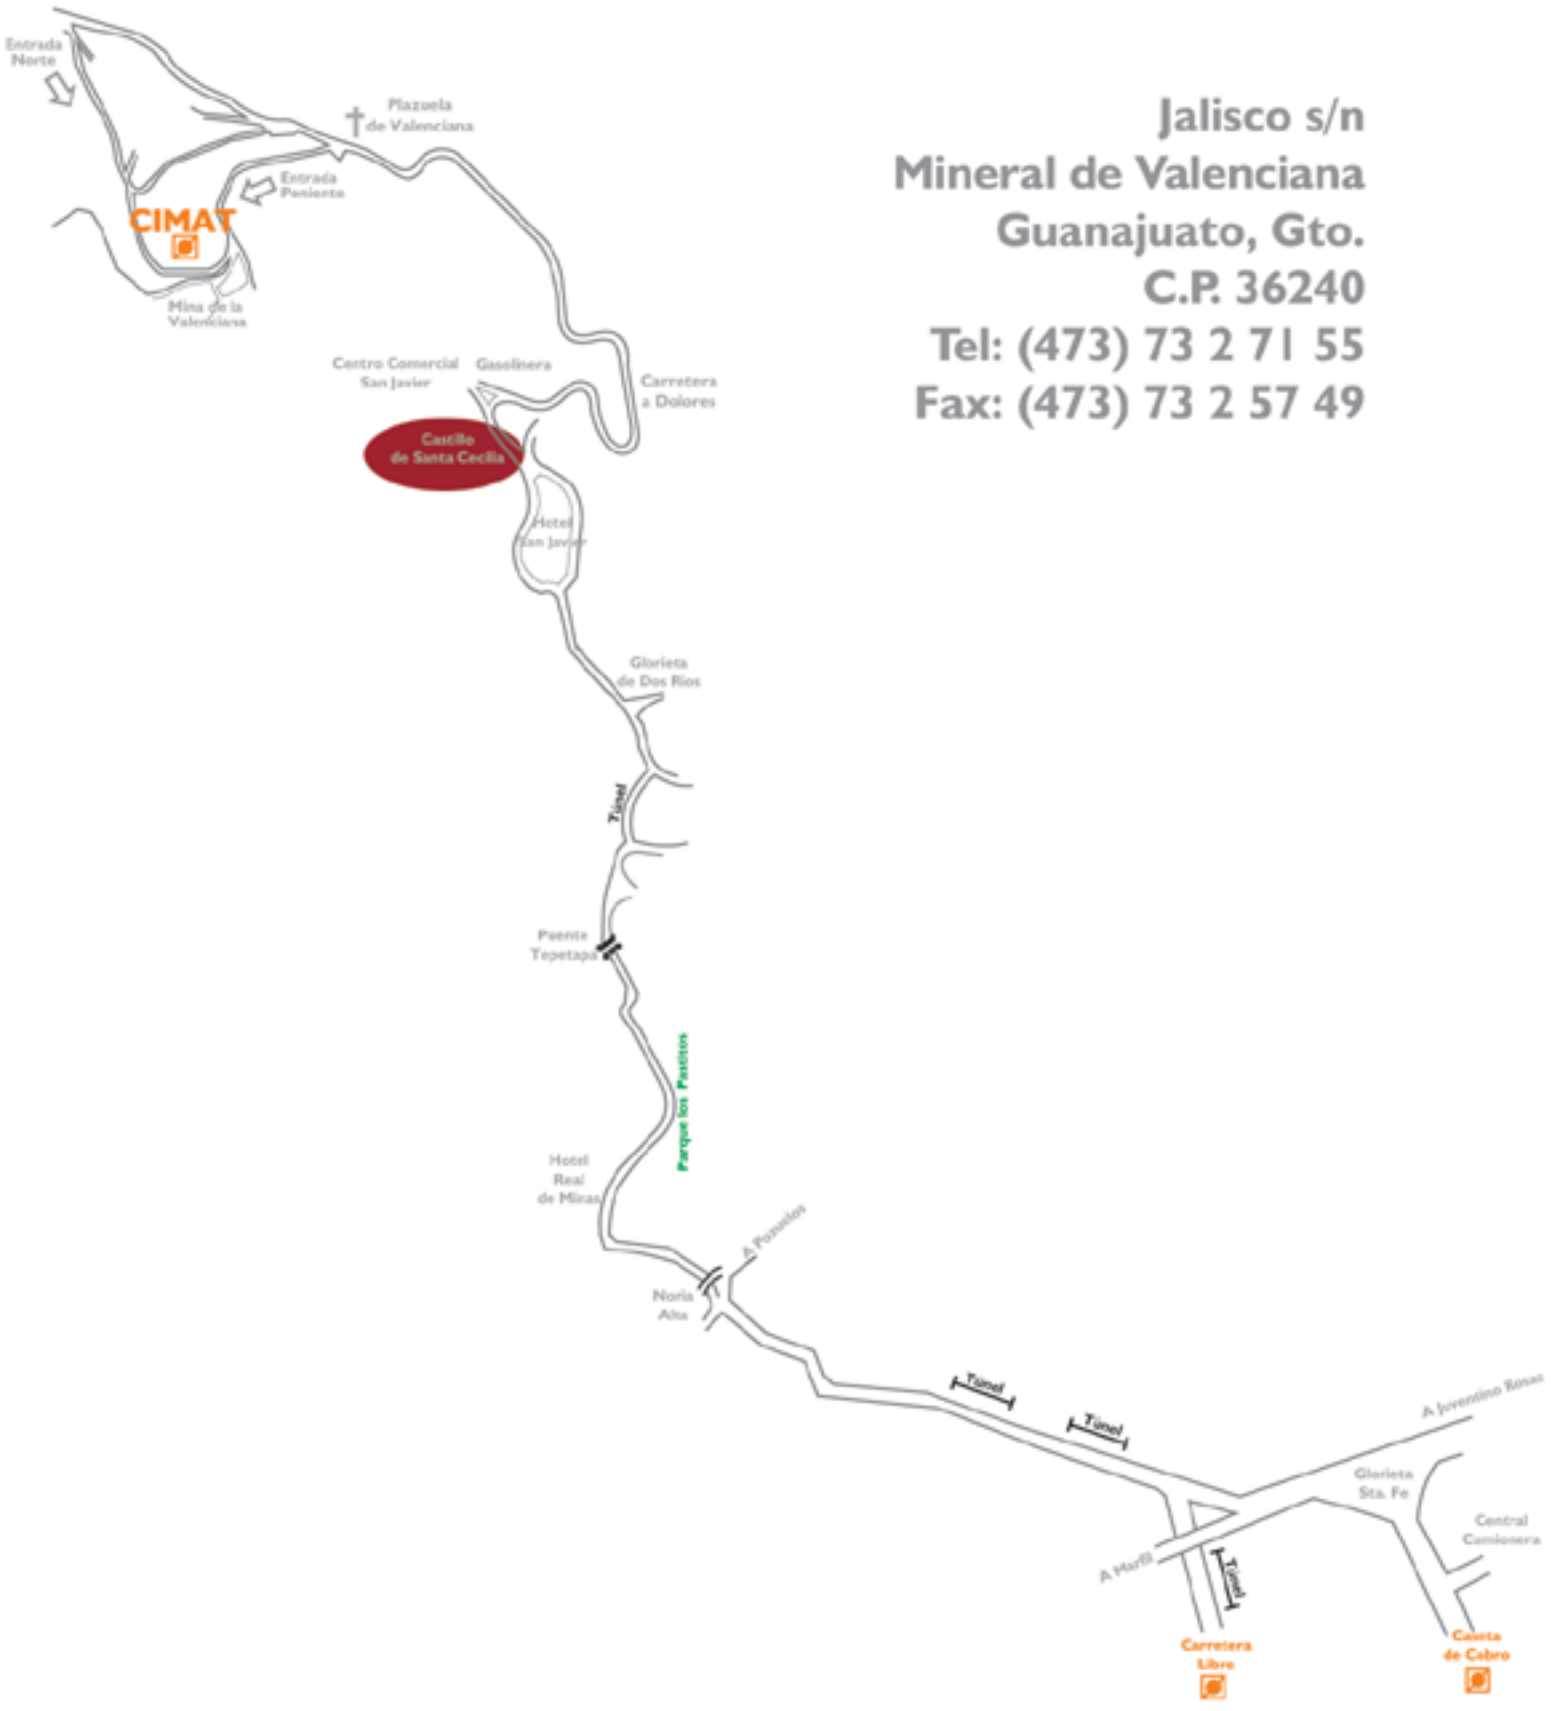 Entrada
Norte
Plazuela
de Valenciana
Entrada
Poniente
CIMAT
Mina de la
Valenciana
Jalisco s/n
Mineral de Valenciana
Guanajuato, Gto.
C.P. 36240
Tel: (473) 73 2 71 55
Fax: (473) 73 2 57 49
Centro Comercial
San Javier
Gasolinera
Carretera
a Dolores
Castillo
de Santa Cecilia
Hotel
San Javier
Glorieta
de Dos Rios
Túnel
Puente
Tepetapa
Parque los Pastitos
Hotel
Real
de Minas
A Pozuelos
Noria
Alta
Túnel
Túnel
A Juventino Rosas
Glorieta
Sta. Fe
Central
Camionera
A Marfil
Túnel
Carretera
Libre
Caseta
de Cobro